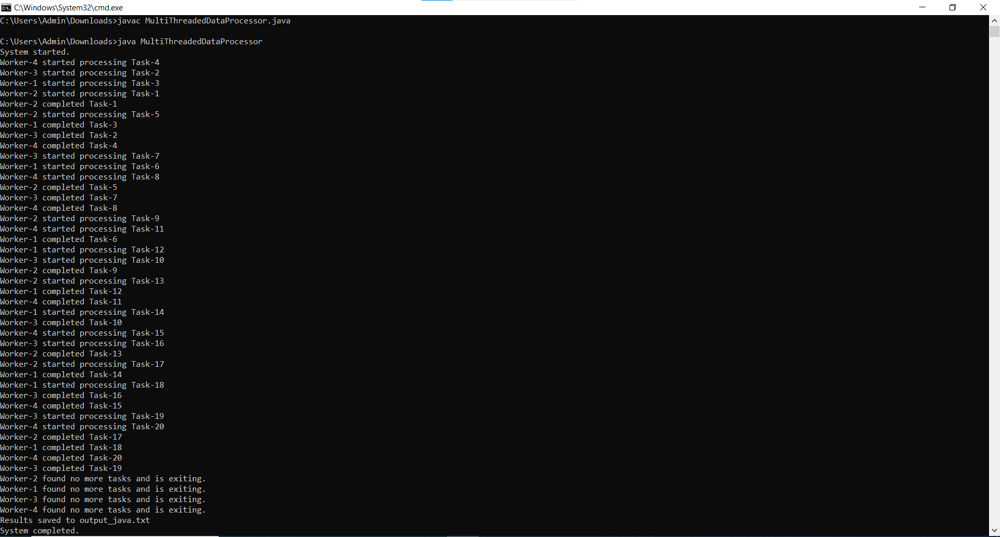 C:\Windows\System32\cmd.exe
C:\Users\Admin\Downloads>javac MultiThreadedDataProcessor.java
C:\Users\Admin\Downloads>java MultiThreadedDataProcessor
System started.
Worker-4 started processing Task-4
Worker-3 started processing Task-2
Worker-1 started processing Task-3
Worker-2 started processing Task-1
Worker-2 completed Task-1
Worker-2 started processing Task-5
Worker-1 completed Task-3
Worker-3 completed Task-2
Worker-4 completed Task-4
Worker-3 started processing Task-7
Worker-1 started processing Task-6
Worker-4 started processing Task-8
Worker-2 completed Task-5
Worker-3 completed Task-7
Worker-4 completed Task-8
Worker-2 started processing Task-9
Worker-4 started processing Task-11
Worker-1 completed Task-6
Worker-1 started processing Task-12
Worker-3 started processing Task-10
Worker-2 completed Task-9
Worker-2 started processing Task-13
Worker-1 completed Task-12
Worker-4 completed Task-11
Worker-1 started processing Task-14
Worker-3 completed Task-10
Worker-4 started processing Task-15
Worker-3 started processing Task-16
Worker-2 completed Task-13
Worker-2 started processing Task-17
Worker-1 completed Task-14
Worker-1 started processing Task-18
Worker-3 completed Task-16
Worker-4 completed Task-15
Worker-3 started processing Task-19
Worker-4 started processing Task-20
Worker-2 completed Task-17
Worker-1 completed Task-18
Worker-4 completed Task-20
Worker-3 completed Task-19
Worker-2 found no more tasks and is exiting.
Worker-1 found no more tasks and is exiting.
Worker-3 found no more tasks and is exiting.
Worker-4 found no more tasks and is exiting.
Results saved to output_java.txt
System completed.